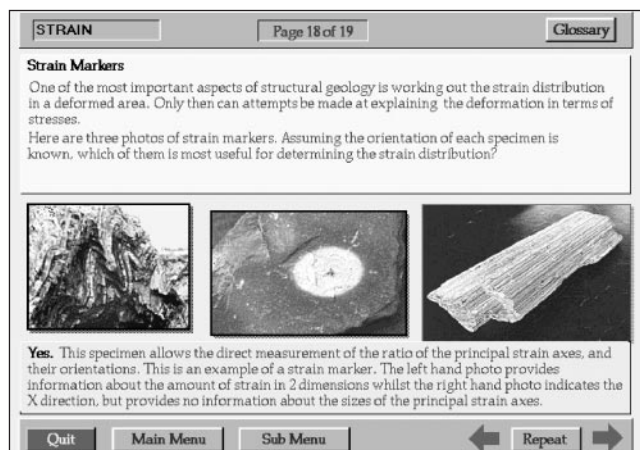 STRAIN
Page 18 of 19
Glossary
Strain Markers
One of the most important aspects of structural geology is working out the strain distribution
in a deformed area. Only then can attempts be made at explaining the deformation in terms of
stresses.
Here are three photos of strain markers. Assuming the orientation of each specimen is
known, which of them is most useful for determining the strain distribution?
Yes. This specimen allows the direct measurement of the ratio of the principal strain axes, and
their orientations. This is an example of a strain marker. The left hand photo provides
information about the amount of strain in 2 dimensions whilst the right hand photo indicates the
X direction, but provides no information about the sizes of the principal strain axes.
Quit
Main Menu
Sub Menu
Repeat